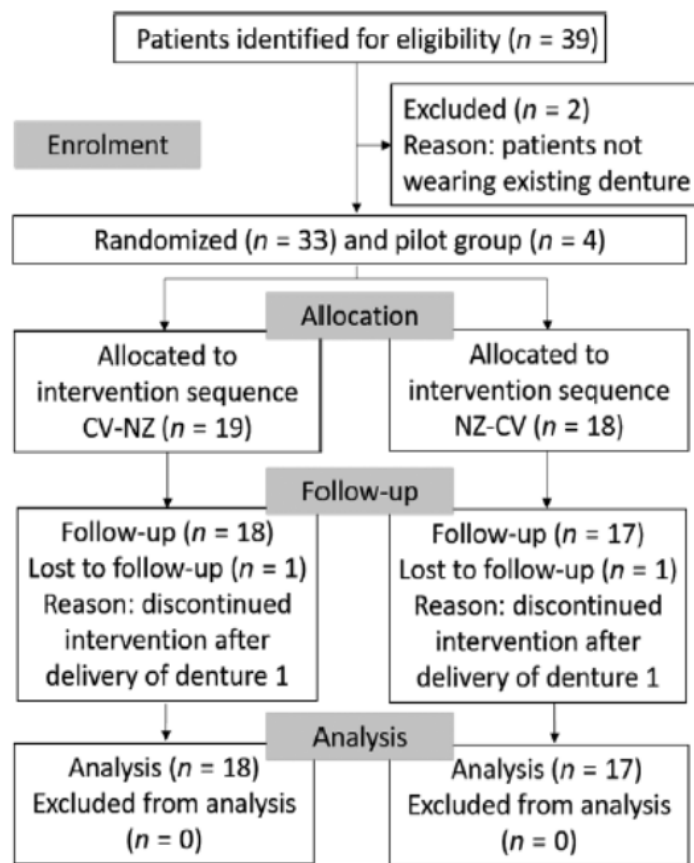 Patients identified for eligibility (n = 39)
Excluded (n = 2)
Reason: patients not
wearing existing denture
Enrolment
Randomized (n = 33) and pilot group (n = 4)
Allocation
Allocated to
intervention sequence
CV-NZ (n = 19)
Allocated to
intervention sequence
NZ-CV (n = 18)
Follow-up
Follow-up (n = 18)
Lost to follow-up (n = 1)
Reason: discontinued
intervention after
delivery of denture 1
Follow-up (n = 17)
Lost to follow-up (n = 1)
Reason: discontinued
intervention after
delivery of denture 1
Analysis
Analysis (n = 18)
Excluded from analysis
(n = 0)
Analysis (n = 17)
Excluded from analysis
(n = 0)